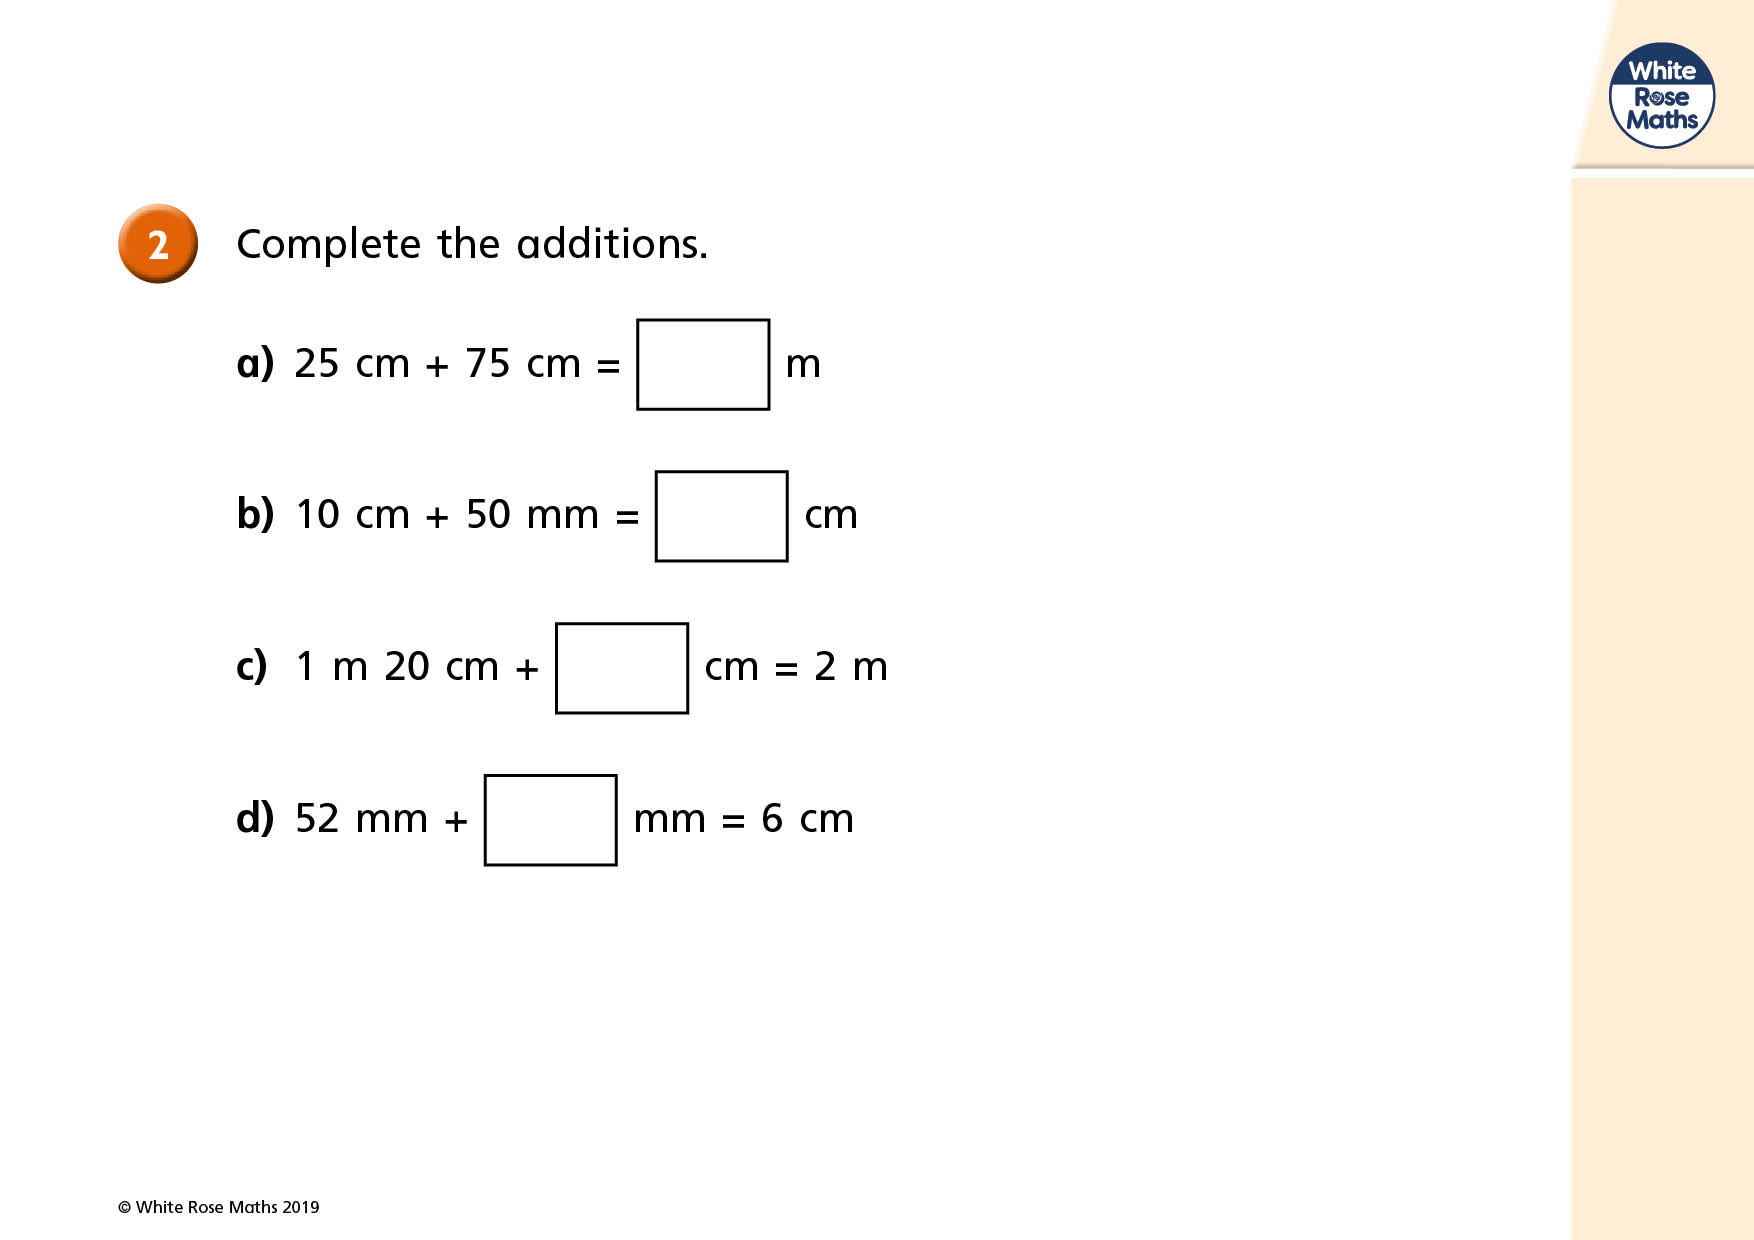 White
Rose
Maths
2 Complete the additions.
a) 25 cm + 75 cm = m
b) 10 cm + 50 mm = cm
c) 1 m 20 cm + cm = 2 m
d) 52 mm + mm = 6 cm
© White Rose Maths 2019